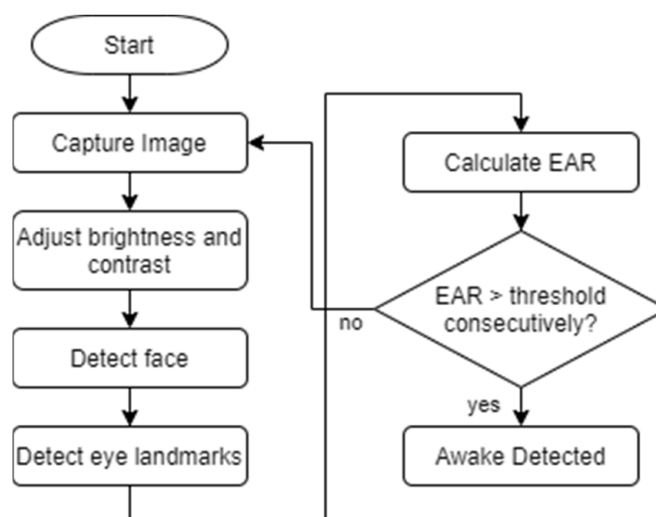 Start
Capture Image
Adjust brightness and
contrast
Detect face
Detect eye landmarks
Calculate EAR
EAR > threshold
consecutively?
no
yes
Awake Detected